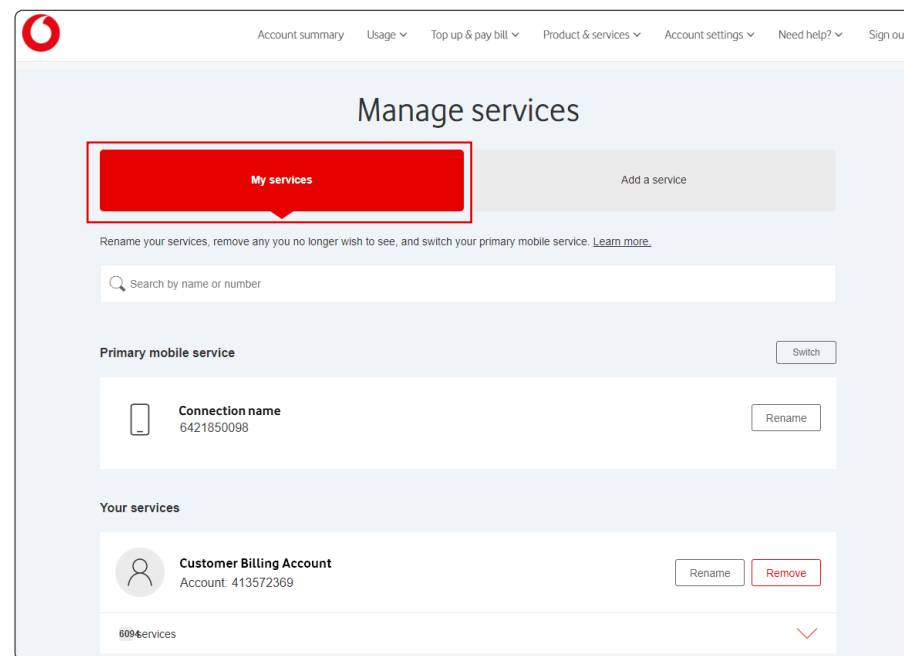 Account summary Usage Top up & pay bill Product & services Account settings Need help? Sign ou
Manage services
My services Add a service
Rename your services, remove any you no longer wish to see, and switch your primary mobile service. Learn more.
Search by name or number
Primary mobile service Switch
Connection name Rename
6421850098
Your services
Customer Billing Account Rename Remove
Account: 413572369
services